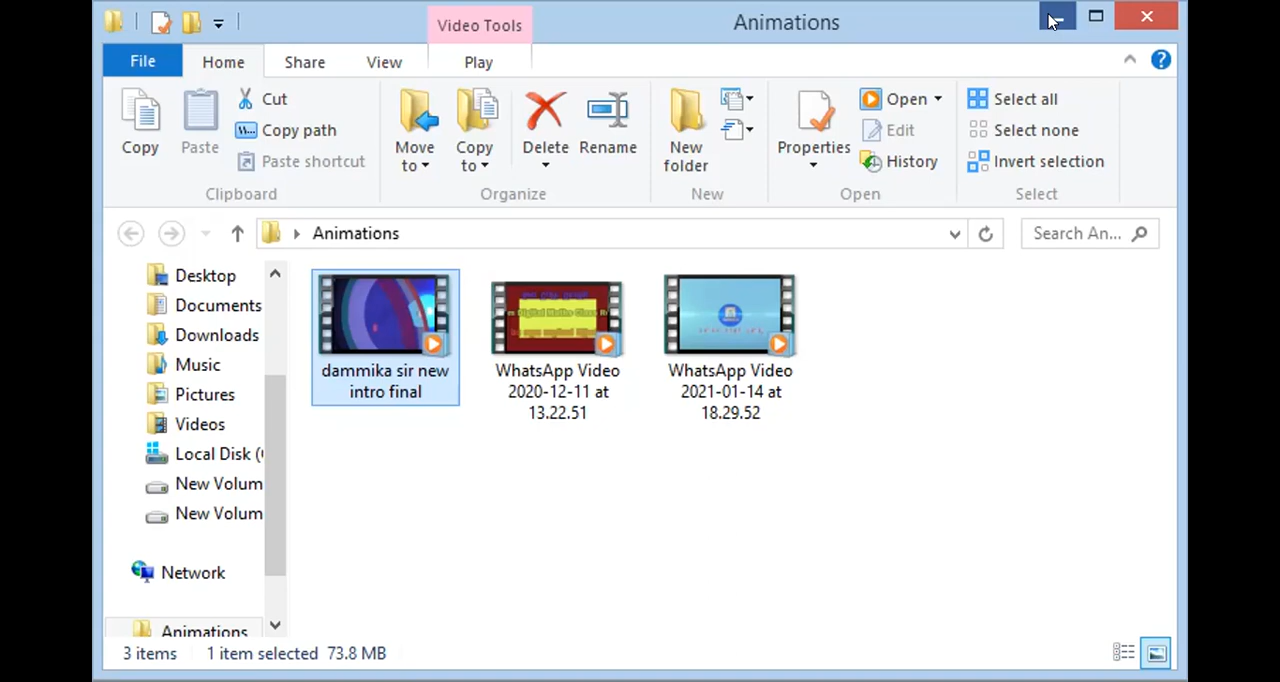 Video Tools
Animations
File
Home
Share
View
Play
Copy
Paste
Cut
Copy path
Paste shortcut
Clipboard
Move to
Copy to
Delete
Rename
Organize
New folder
New
Properties
Open
Edit
History
Open
Select all
Select none
Invert selection
Select
Animations
Search An...
Desktop
Documents
Downloads
Music
Pictures
Videos
Local Disk (
New Volum
New Volum
Network
Animations
dammika sir new
intro final
WhatsApp Video
2020-12-11 at
13.22.51
WhatsApp Video
2021-01-14 at
18.29.52
3 items
1 item selected 73.8 MB